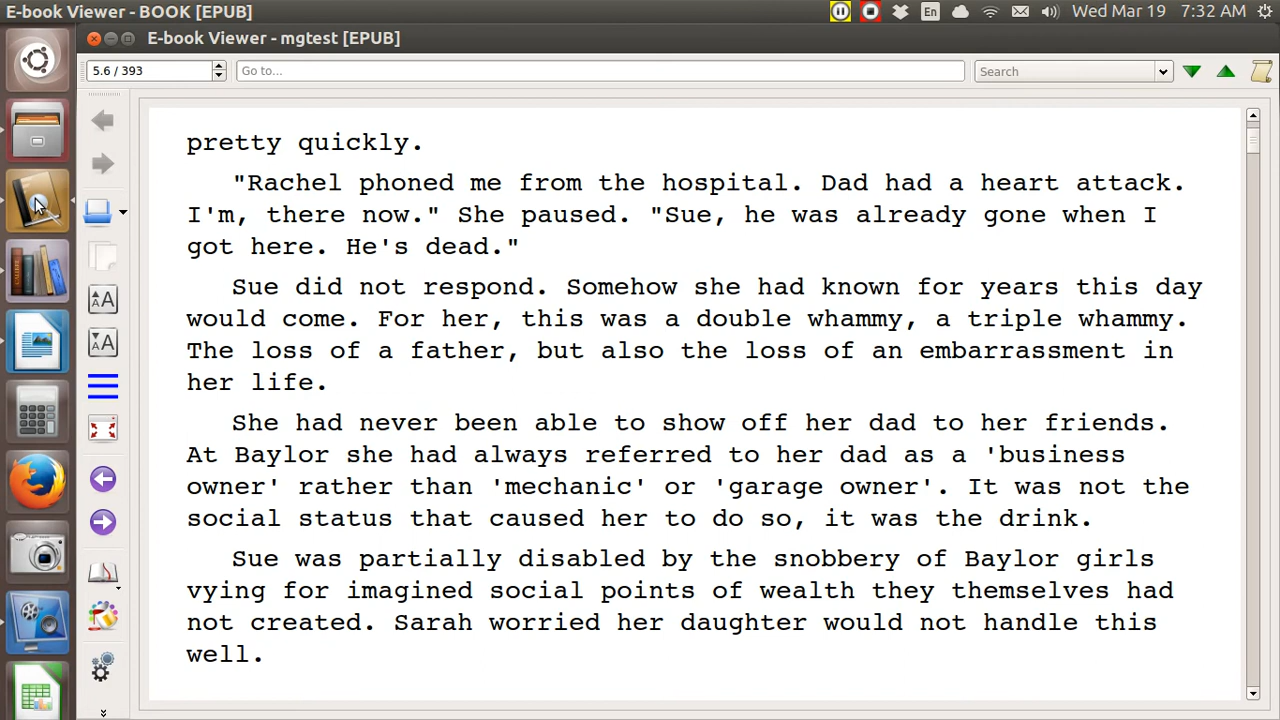 E-book Viewer - BOOK [EPUB]
En
Wed Mar 19
7:32 AM
E-book Viewer - mgtest [EPUB]
5.6 / 393
Go to...
Search
pretty quickly.
"Rachel phoned me from the hospital. Dad had a heart attack.
I'm, there now." She paused. "Sue, he was already gone when I
got here. He's dead."
Sue did not respond. Somehow she had known for years this day
would come. For her, this was a double whammy, a triple whammy.
The loss of a father, but also the loss of an embarrassment in
her life.
She had never been able to show off her dad to her friends.
At Baylor she had always referred to her dad as a 'business
owner' rather than 'mechanic' or 'garage owner'. It was not the
social status that caused her to do so, it was the drink.
Sue was partially disabled by the snobbery of Baylor girls
vying for imagined social points of wealth they themselves had
not created. Sarah worried her daughter would not handle this
well.